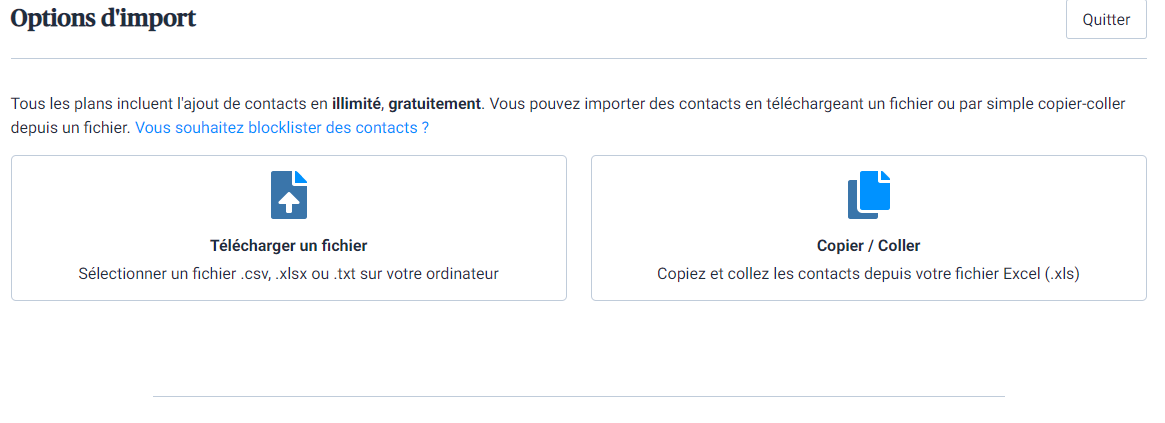 Options d'import
Quitter
Tous les plans incluent l'ajout de contacts en illimité, gratuitement. Vous pouvez importer des contacts en téléchargeant un fichier ou par simple copier-coller
depuis un fichier. Vous souhaitez blocklister des contacts ?
Télécharger un fichier
Sélectionner un fichier .csv, .xlsx ou .txt sur votre ordinateur
Copier / Coller
Copiez et collez les contacts depuis votre fichier Excel (.xls)